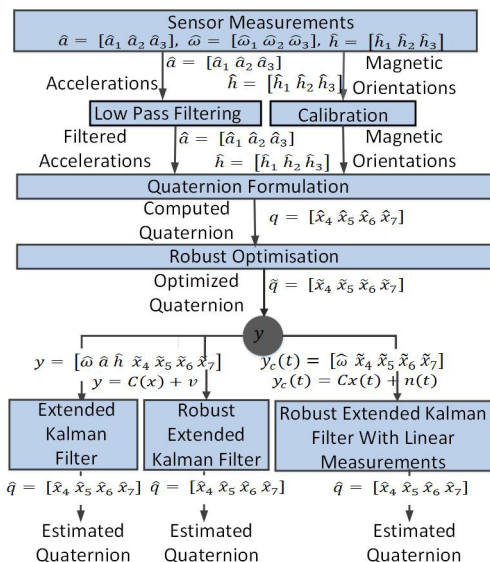 Sensor Measurements
â = [â₁ â₂ â₃], ω̂ = [ω̂₁ ω̂₂ ω̂₃], ĥ = [ĥ₁ ĥ₂ ĥ₃]
â = [â₁ â₂ â₃]
Accelerations
ĥ = [ĥ₁ ĥ₂ ĥ₃]
Magnetic
Orientations
Low Pass Filtering
Calibration
Filtered
Accelerations
â = [â₁ â₂ â₃]
ĥ = [ĥ₁ ĥ₂ ĥ₃]
Magnetic
Orientations
Quaternion Formulation
Computed
Quaternion
q = [x̂₄ x̂₅ x̂₆ x̂₇]
Robust Optimisation
Optimized
Quaternion
q̃ = [x̃₄ x̃₅ x̃₆ x̃₇]
y
y = [ω̂ â ĥ x̃₄ x̃₅ x̃₆ x̃₇]
y = C(x) + v
y_c(t) = [ω̂ x̃₄ x̃₅ x̃₆ x̃₇]
y_c(t) = Cx(t) + n(t)
Extended
Kalman
Filter
Robust
Extended
Kalman Filter
Robust Extended Kalman
Filter With Linear
Measurements
q̂ = [x̂₄ x̂₅ x̂₆ x̂₇]
q̂ = [x̂₄ x̂₅ x̂₆ x̂₇]
q̂ = [x̂₄ x̂₅ x̂₆ x̂₇]
Estimated
Quaternion
Estimated
Quaternion
Estimated
Quaternion